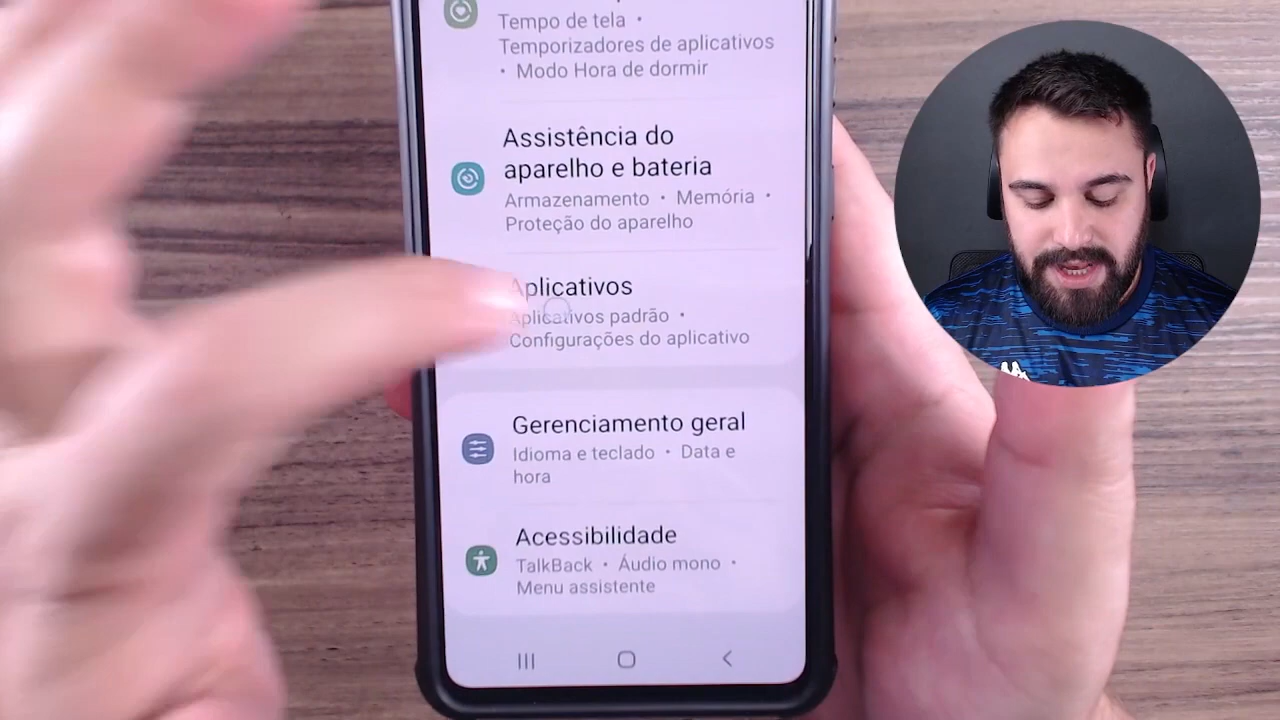 Tempo de tela •
Temporizadores de aplicativos
• Modo Hora de dormir
Assistência do
aparelho e bateria
Armazenamento • Memória •
Proteção do aparelho
Aplicativos
Aplicativos padrão •
Configurações do aplicativo
Gerenciamento geral
Idioma e teclado • Data e
hora
Acessibilidade
TalkBack • Áudio mono •
Menu assistente